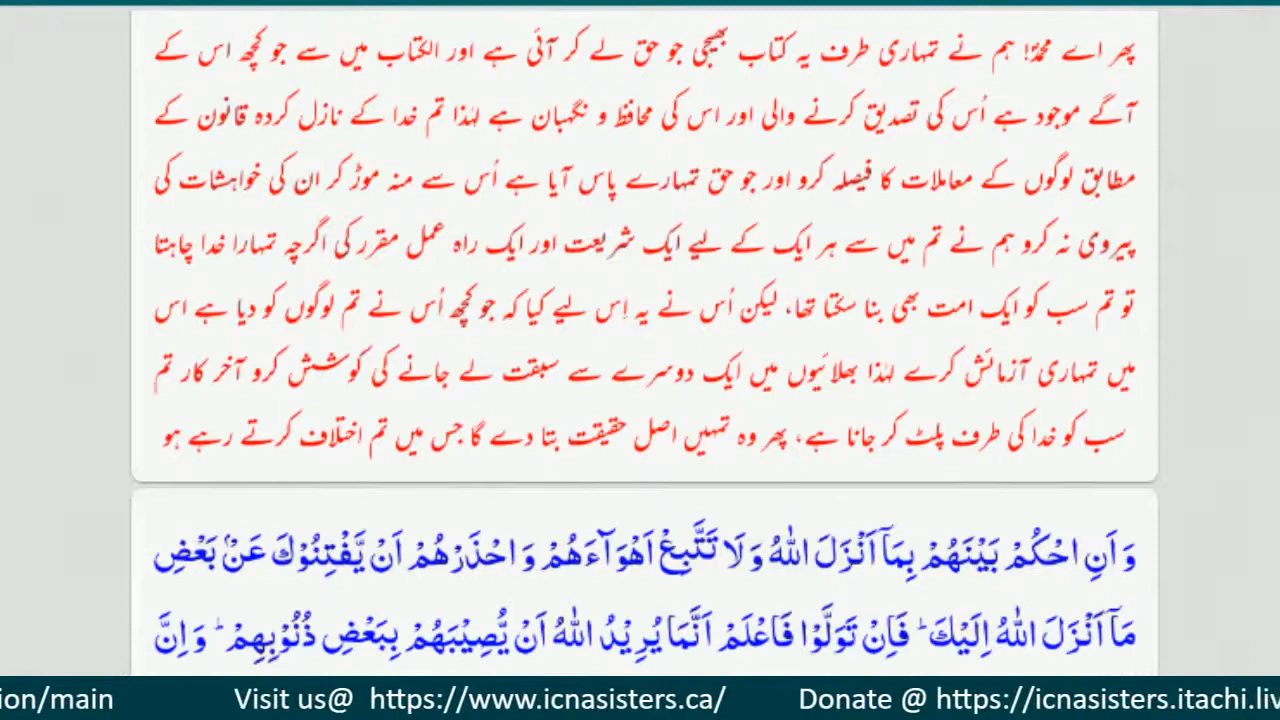 پھر اے محمدؐ! ہم نے تمہاری طرف یہ کتاب بھیجی جو حق لے کر آئی ہے اور الکتاب میں سے جو کچھ اس کے
آگے موجود ہے اُس کی تصدیق کرنے والی اور اس کی محافظ و نگہبان ہے لہٰذا تم خدا کے نازل کردہ قانون کے
مطابق لوگوں کے معاملات کا فیصلہ کرو اور جو حق تمہارے پاس آیا ہے اُس سے منہ موڑ کر ان کی خواہشات کی
پیروی نہ کرو ہم نے تم میں سے ہر ایک کے لیے ایک شریعت اور ایک راہ عمل مقرر کی اگرچہ تمہارا خدا چاہتا
تو تم سب کو ایک امت بھی بنا سکتا تھا، لیکن اُس نے یہ اِس لیے کیا کہ جو کچھ اُس نے تم لوگوں کو دیا ہے اس
میں تمہاری آزمائش کرے لہٰذا بھلائیوں میں ایک دوسرے سے سبقت لے جانے کی کوشش کرو آخر کار تم
سب کو خدا کی طرف پلٹ کر جانا ہے، پھر وہ تمہیں اصل حقیقت بتا دے گا جس میں تم اختلاف کرتے رہے ہو
وَ اَنِ احْكُمْ بَيْنَهُمْ بِمَاۤ اَنْزَلَ اللّٰهُ وَ لَا تَتَّبِعْ اَهْوَآءَهُمْ وَ احْذَرْهُمْ اَنْ يَّفْتِنُوْكَ عَنْۢ بَعْضِ
مَاۤ اَنْزَلَ اللّٰهُ اِلَيْكَ ؕ فَاِنْ تَوَلَّوْا فَاعْلَمْ اَنَّمَا يُرِيْدُ اللّٰهُ اَنْ يُّصِيْبَهُمْ بِبَعْضِ ذُنُوْبِهِمْ ؕ وَ اِنَّ
ion/main Visit us@ https://www.icnasisters.ca/ Donate @ https://icnasisters.itachi.liv